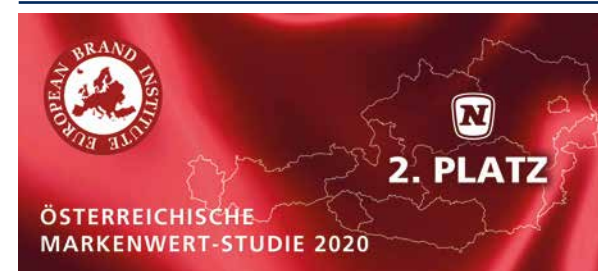 EUROPEAN BRAND INSTITUTE
N
2. PLATZ
ÖSTERREICHISCHE
MARKENWERT-STUDIE 2020